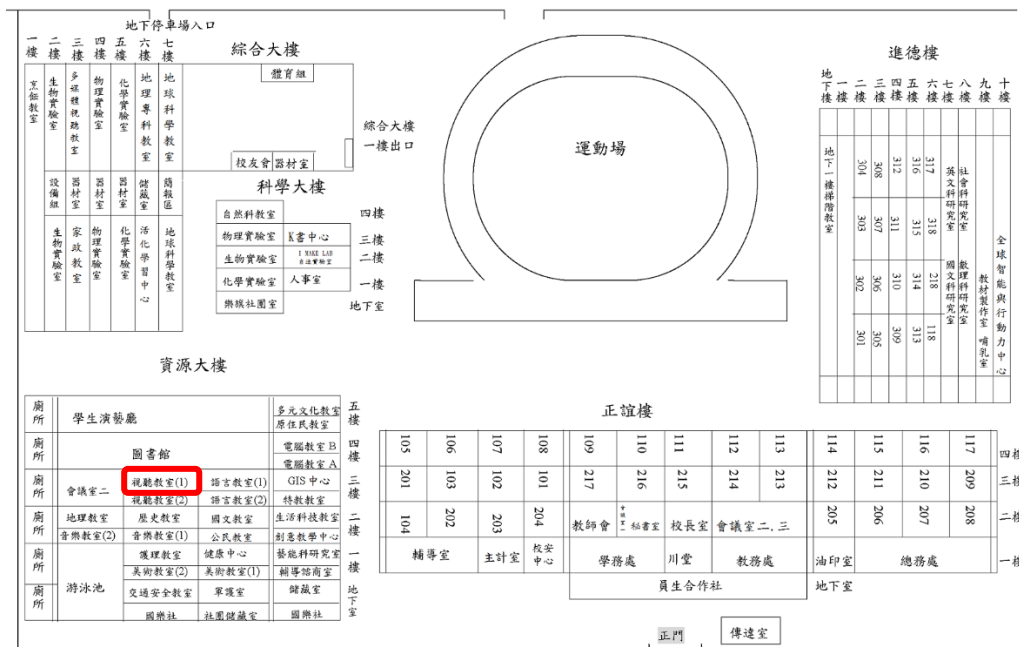 地下停車場入口
一樓 二樓 三樓 四樓 五樓 六樓 七樓
綜合大樓
體育組
烹飪教室
生物實驗室
多媒體視聽教室
物理實驗室
化學實驗室
地理專科教室
地球科學教室
設備組
器材室
器材室
器材室
儲藏室
簡報區
生物實驗室
家政教室
物理實驗室
化學實驗室
活化學習中心
地球科學教室
校友會 器材室
綜合大樓
一樓出口
科學大樓
自然科教室 四樓
物理實驗室 K書中心 三樓
生物實驗室 I MAKE LAB 自造實驗室 二樓
化學實驗室 人事室 一樓
樂旗社團室 地下室
運動場
進德樓
地下樓 一樓 二樓 三樓 四樓 五樓 六樓 七樓 八樓 九樓 十樓
地下一樓階梯教室
304 308 312 316 317
303 307 311 315 318
302 306 310 314 218
301 305 309 313 118
英文科研究室
社會科研究室
國文科研究室
數理科研究室
教材製作室 哺乳室
全球智能與行動力中心
資源大樓
廁所 學生演藝廳 多元文化教室 五樓
原住民教室
廁所 圖書館 電腦教室B 四樓
電腦教室A
廁所 會議室二 視聽教室(1) 語言教室(1) GIS中心 三樓
視聽教室(2) 語言教室(2) 特教教室
廁所 地理教室 歷史教室 國文教室 生活科技教室 二樓
音樂教室(2) 音樂教室(1) 公民教室 創意教學中心
廁所 護理教室 健康中心 藝能科研究室 一樓
美術教室(2) 美術教室(1) 輔導諮商室
廁所 游泳池 交通安全教室 軍護室 儲藏室 地下室
國樂社 社團儲藏室 國樂社
正誼樓
105 106 107 108 109 110 111 112 113 114 115 116 117 四樓
201 103 102 101 217 216 215 214 213 212 211 210 209 三樓
104 202 203 204 教師會 會議室一 秘書室 校長室 會議室二.三 205 206 207 208 二樓
輔導室 主計室 校安中心 學務處 川堂 教務處 油印室 總務處 一樓
員生合作社 地下室
正門 傳達室